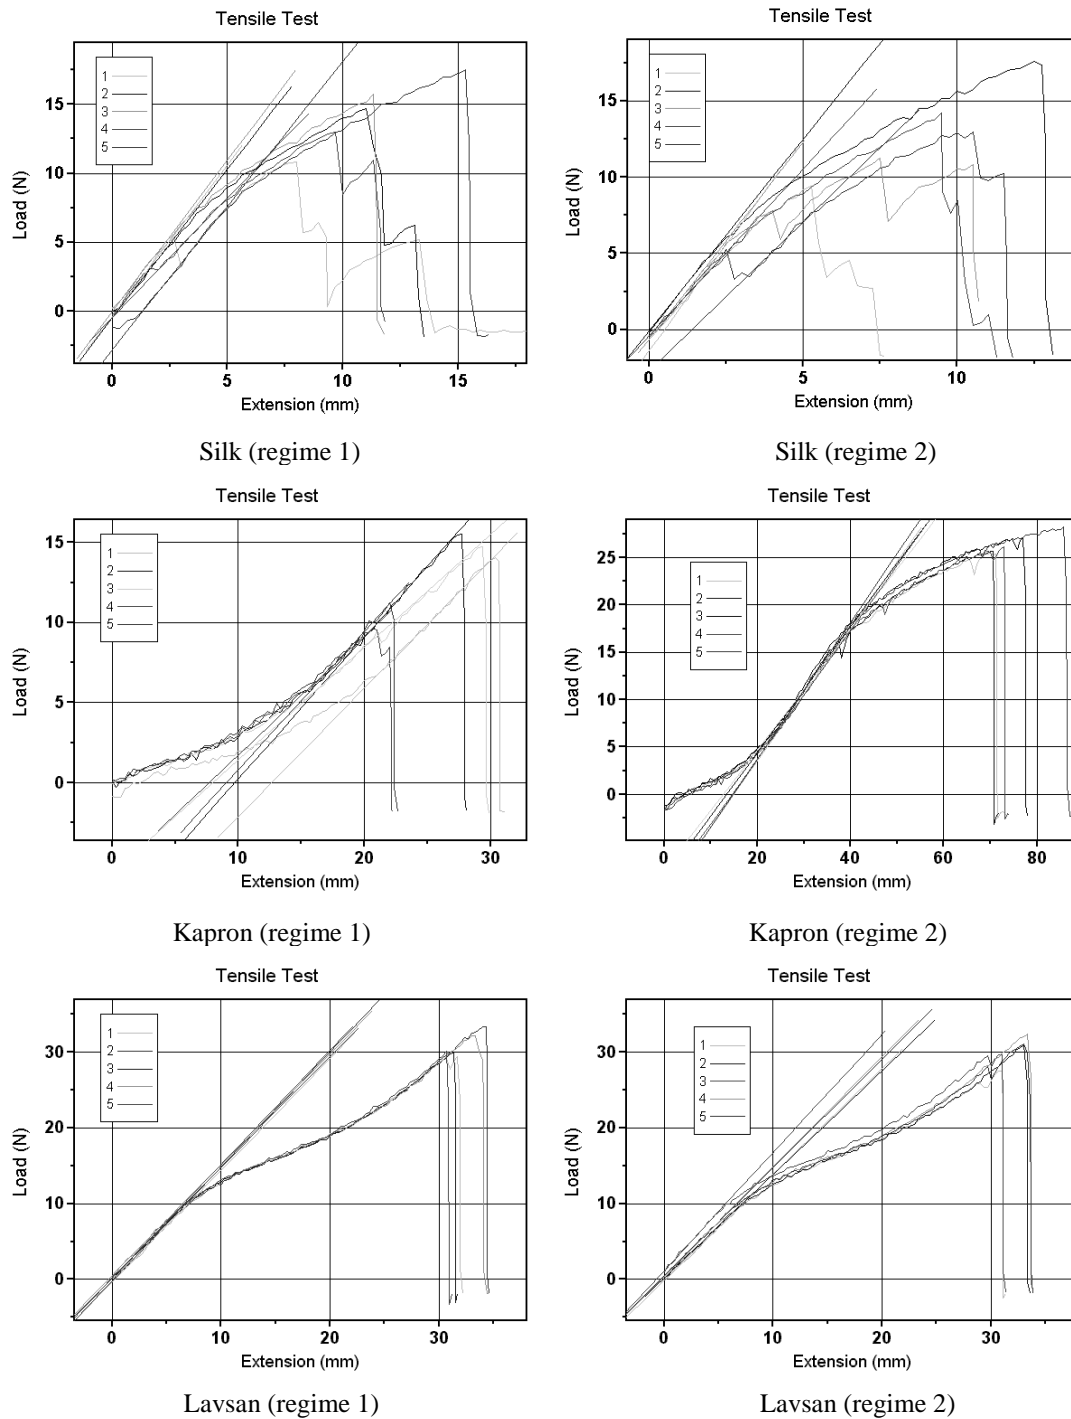 Tensile Test
Load (N)
15
10
5
0
1
2
3
4
5
0 5 10 15
Extension (mm)
Silk (regime 1)
Tensile Test
Load (N)
15
10
5
0
1
2
3
4
5
0 5 10
Extension (mm)
Silk (regime 2)
Tensile Test
Load (N)
15
10
5
0
1
2
3
4
5
0 10 20 30
Extension (mm)
Kapron (regime 1)
Tensile Test
Load (N)
25
20
15
10
5
0
1
2
3
4
5
0 20 40 60 80
Extension (mm)
Kapron (regime 2)
Tensile Test
Load (N)
30
20
10
0
1
2
3
4
5
0 10 20 30
Extension (mm)
Lavsan (regime 1)
Tensile Test
Load (N)
30
20
10
0
1
2
3
4
5
0 10 20 30
Extension (mm)
Lavsan (regime 2)